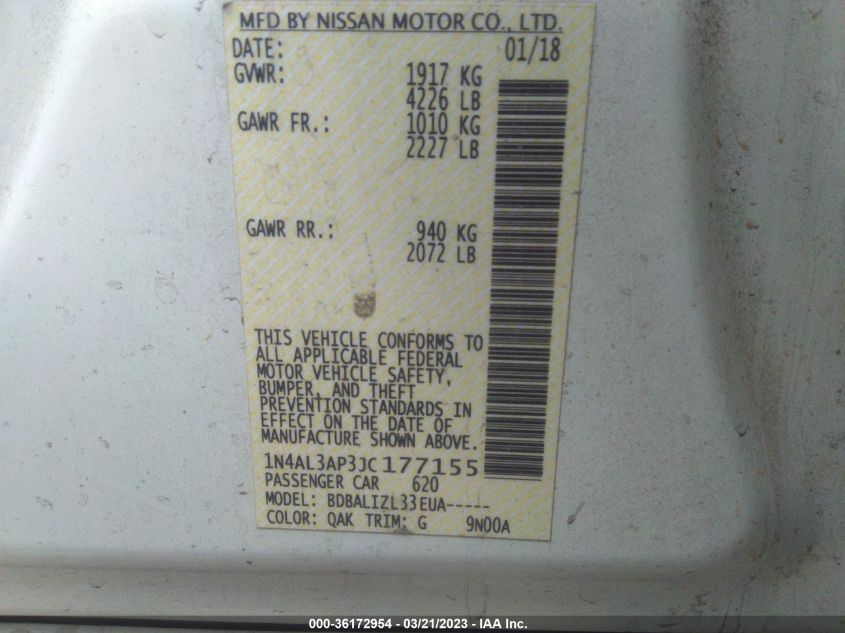 MFD BY NISSAN MOTOR CO., LTD.
DATE: 01/18
GVWR: 1917 KG
4226 LB
GAWR FR.: 1010 KG
2227 LB
GAWR RR.: 940 KG
2072 LB
THIS VEHICLE CONFORMS TO
ALL APPLICABLE FEDERAL
MOTOR VEHICLE SAFETY,
BUMPER, AND THEFT
PREVENTION STANDARDS IN
EFFECT ON THE DATE OF
MANUFACTURE SHOWN ABOVE.
1N4AL3AP3JC177155
PASSENGER CAR 620
MODEL: BDBALIZL33EUA-----
COLOR: QAK TRIM: G 9N00A
000-36172954 - 03/21/2023 - IAA Inc.